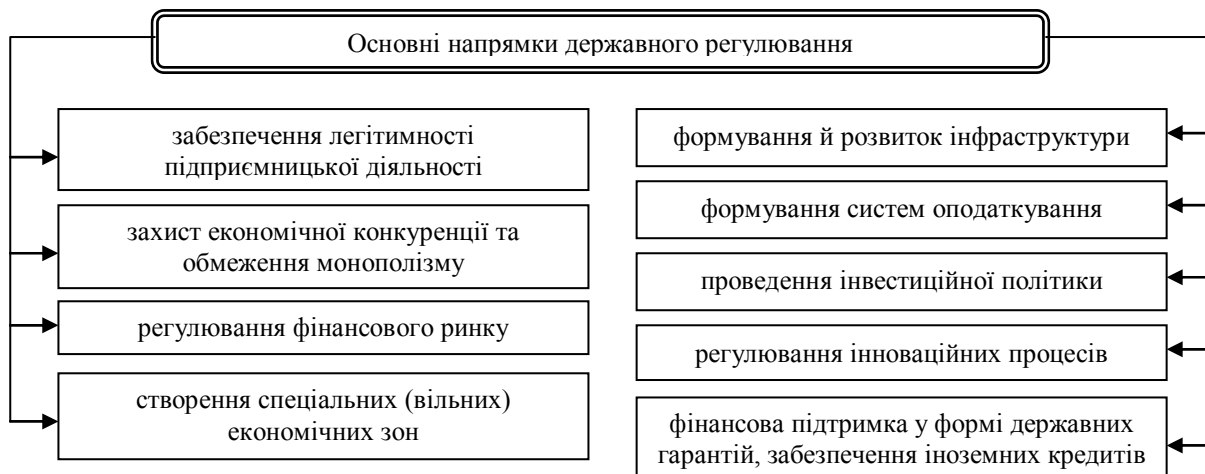 Основні напрямки державного регулювання
забезпечення легітимності
підприємницької діяльності
захист економічної конкуренції та
обмеження монополізму
регулювання фінансового ринку
створення спеціальних (вільних)
економічних зон
формування й розвиток інфраструктури
формування систем оподаткування
проведення інвестиційної політики
регулювання інноваційних процесів
фінансова підтримка у формі державних
гарантій, забезпечення іноземних кредитів